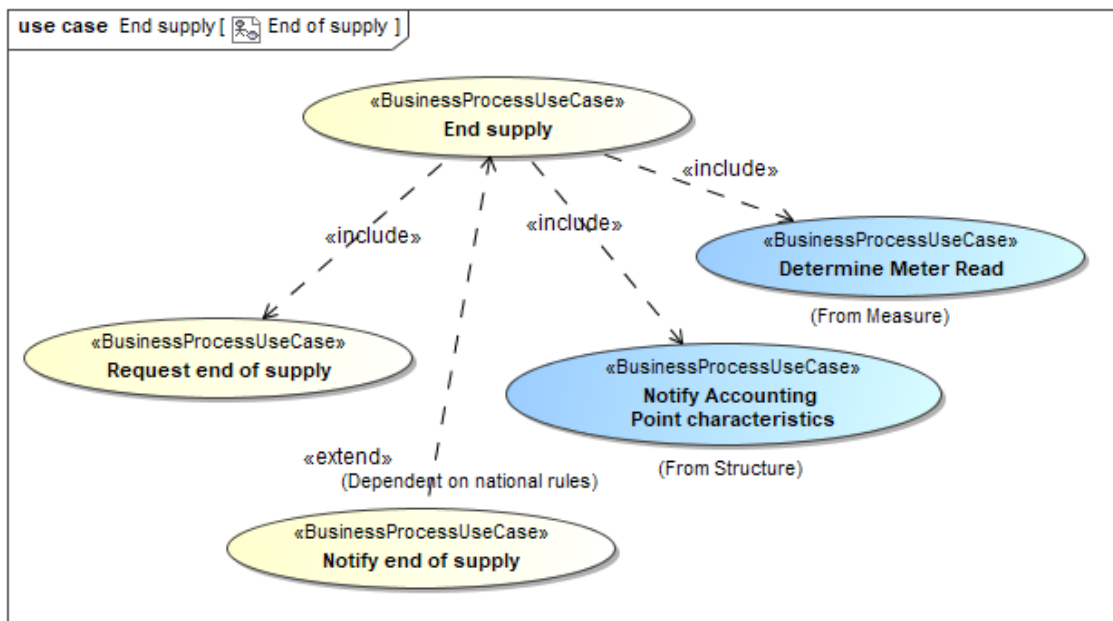 use case End supply [ End of supply ]
«BusinessProcessUseCase»
End supply
«include»
«include»
«include»
«BusinessProcessUseCase»
Determine Meter Read
(From Measure)
«BusinessProcessUseCase»
Request end of supply
«BusinessProcessUseCase»
Notify Accounting
Point characteristics
(From Structure)
«extend»
(Dependent on national rules)
«BusinessProcessUseCase»
Notify end of supply